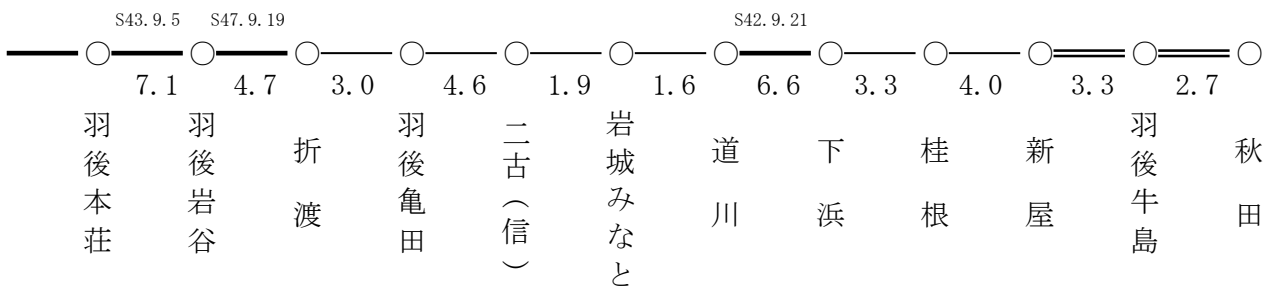 S43.9.5 S47.9.19 S42.9.21
7.1 4.7 3.0 4.6 1.9 1.6 6.6 3.3 4.0 3.3 2.7
羽後本荘
羽後岩谷
折渡
羽後亀田
二古(信)
岩城みなと
道川
下浜
桂根
新屋
羽後牛島
秋田